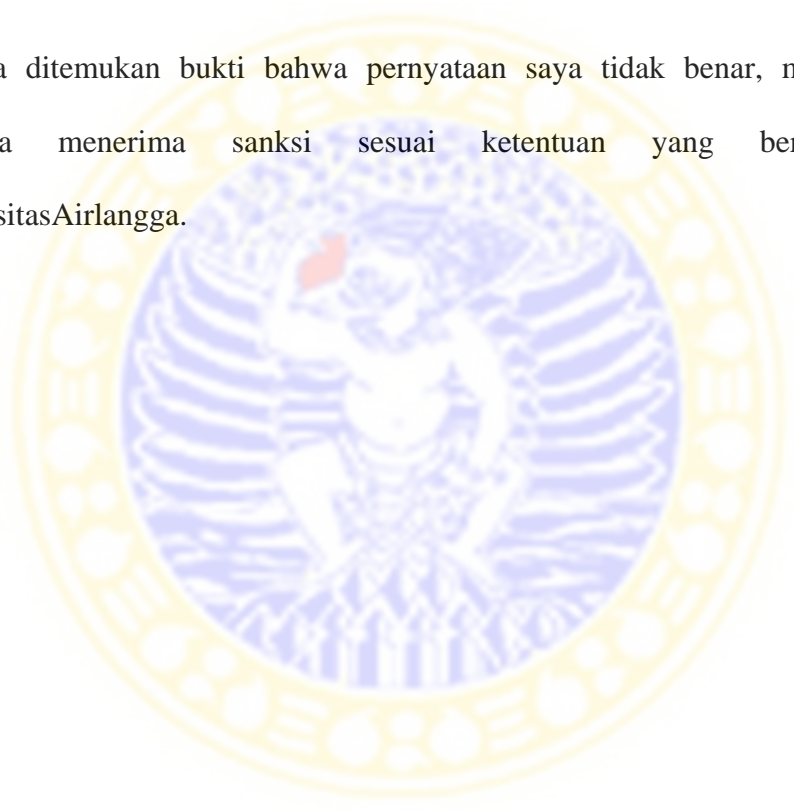 a ditemukan bukti bahwa pernyataan saya tidak benar, m
a menerima sanksi sesuai ketentuan yang ber
sitasAirlangga.